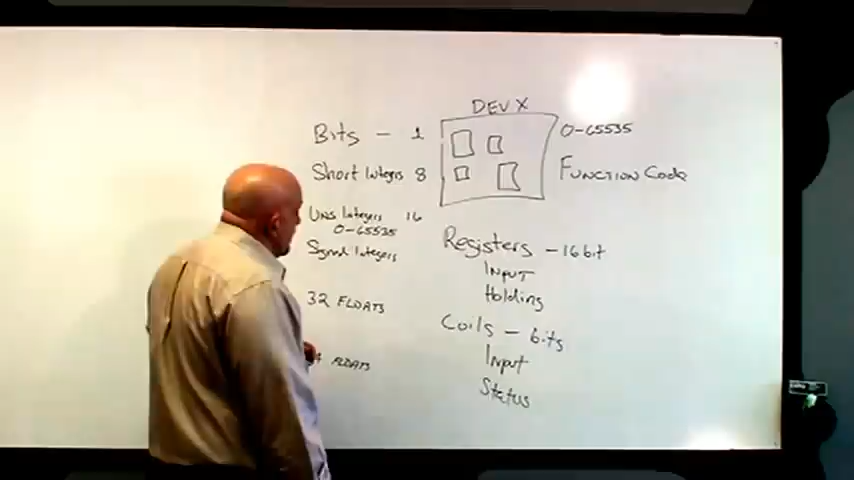 DEV X
Bits - 1
0-65535
Short Integers 8
Function Code
Uns Integers 16
0-65535
Signed Integers
Registers - 16 bit
Input
Holding
32 FLOATS
Coils - bits
Input
FLOATS
Status